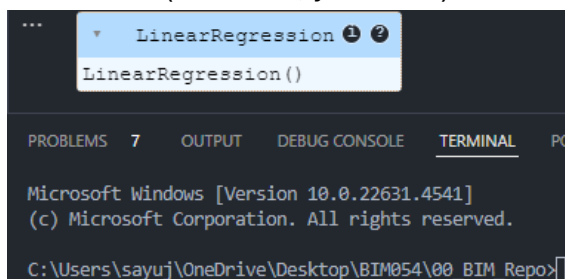 ...
▾ LinearRegression i ?
LinearRegression()
PROBLEMS 7 OUTPUT DEBUG CONSOLE TERMINAL PO
Microsoft Windows [Version 10.0.22631.4541]
(c) Microsoft Corporation. All rights reserved.
C:\Users\sayuj\OneDrive\Desktop\BIM054\00 BIM Repo>